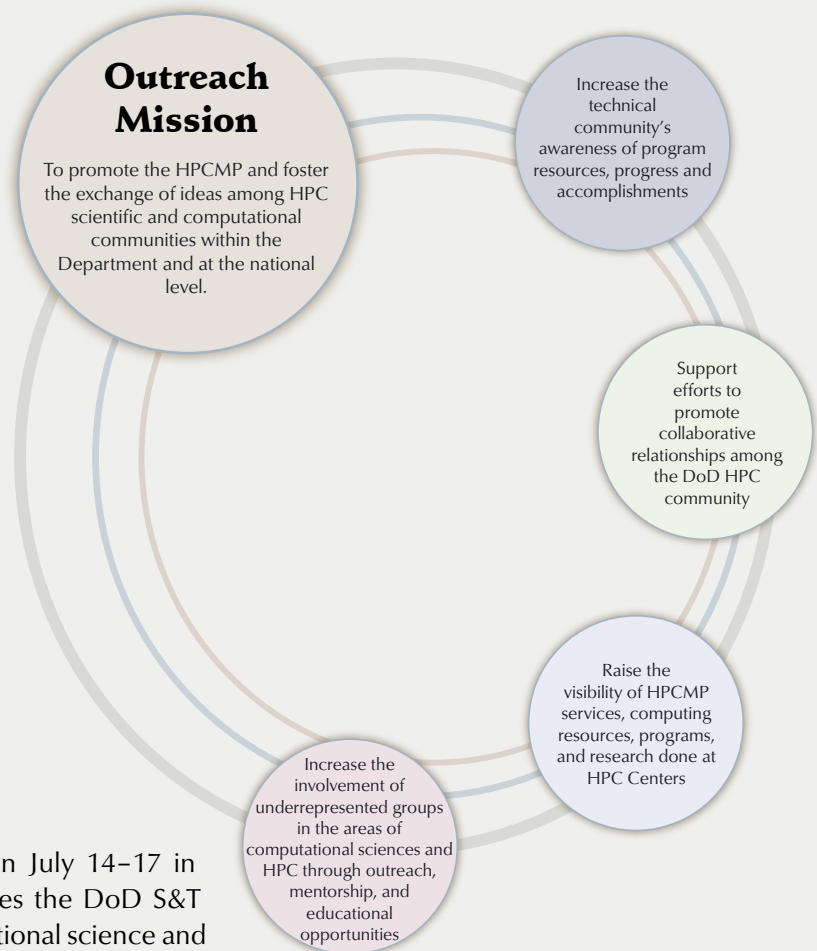 Outreach
Mission
To promote the HPCMP and foster
the exchange of ideas among HPC
scientific and computational
communities within the
Department and at the national
level.
Increase the
technical
community's
awareness of program
resources, progress and
accomplishments
Support
efforts to
promote
collaborative
relationships among
the DoD HPC
community
Raise the
visibility of HPCMP
services, computing
resources, programs,
and research done at
HPC Centers
Increase the
involvement of
underrepresented groups
in the areas of
computational sciences and
HPC through outreach,
mentorship, and
educational
opportunities
n July 14–17 in
es the DoD S&T
tional science and